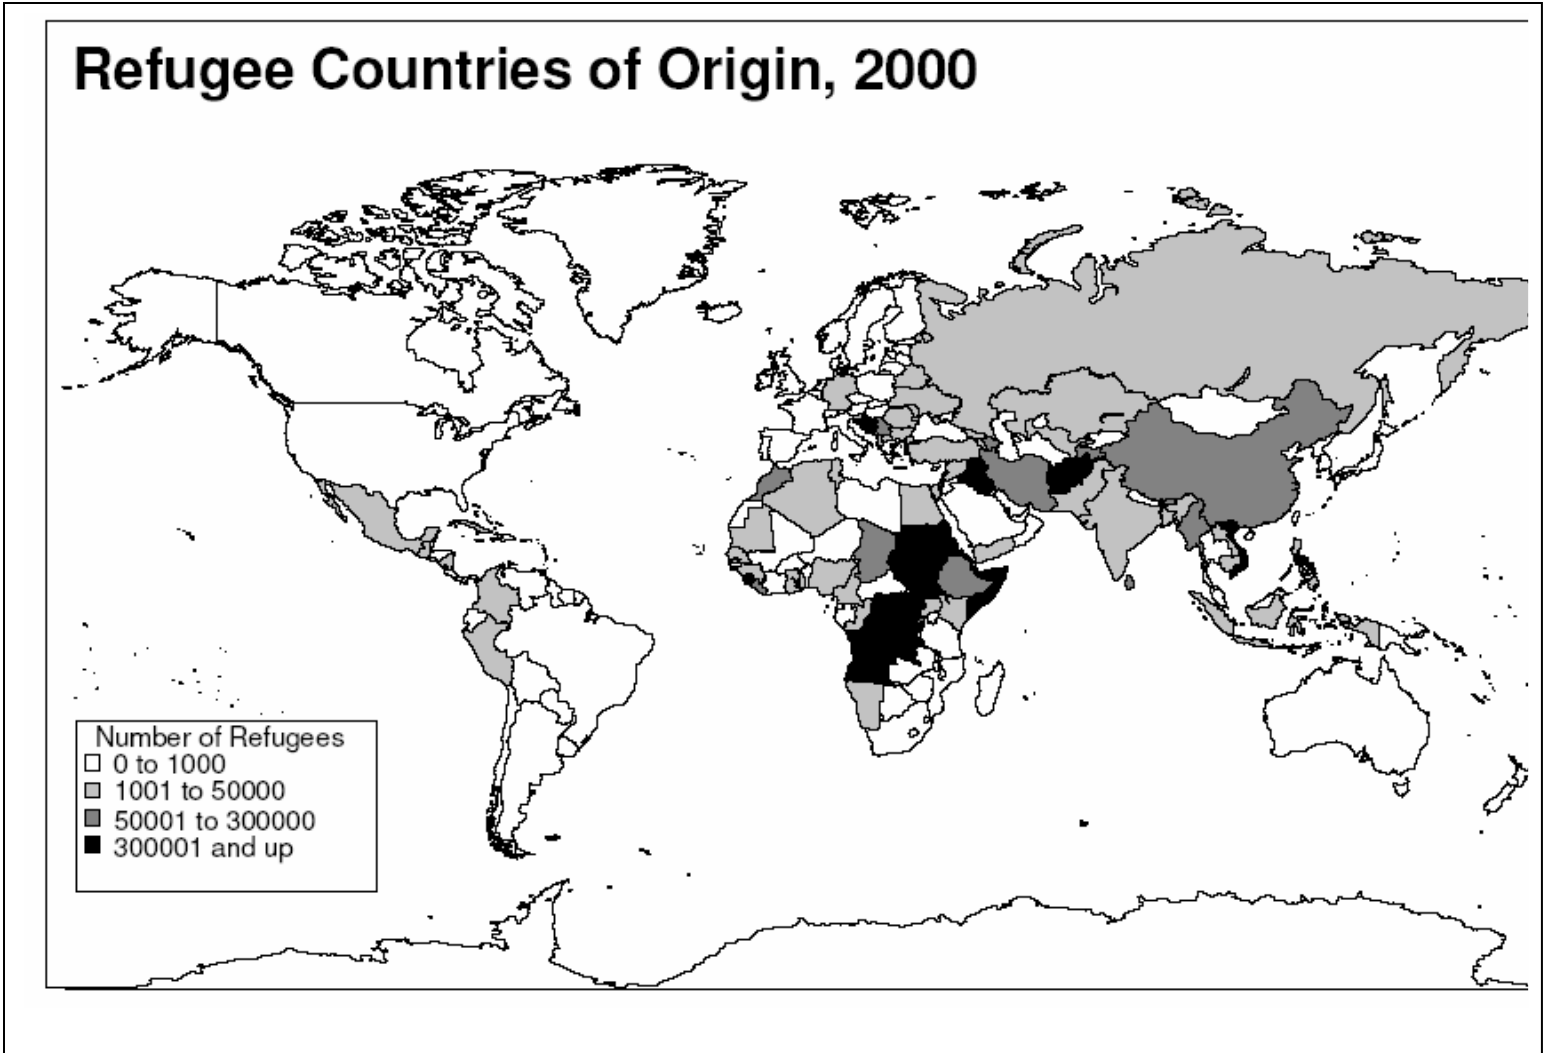 Refugee Countries of Origin, 2000
Number of Refugees
0 to 1000
1001 to 50000
50001 to 300000
300001 and up